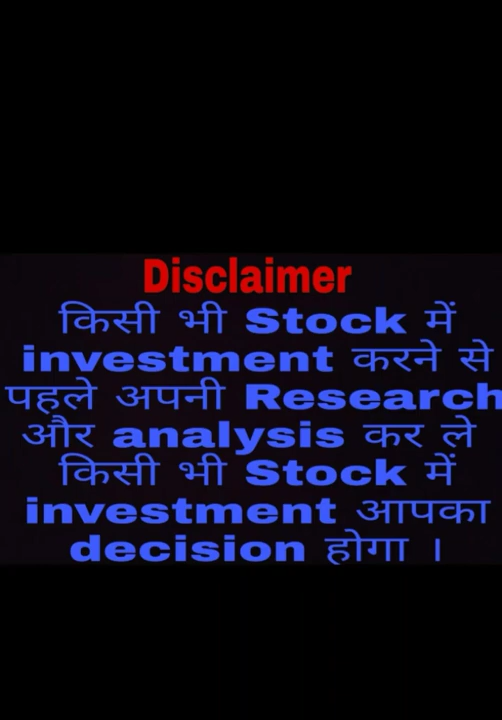 Disclaimer
किसी भी Stock में
investment करने से
पहले अपनी Research
और analysis कर ले
किसी भी Stock में
investment आपका
decision होगा ।